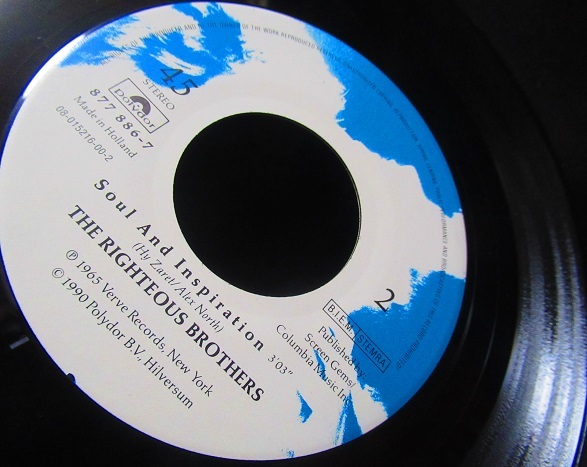 45
STEREO
Polydor
877 886-7
Made in Holland
08-015216-00-2
2
B.I.E.M.
STEMRA
Published by
Screen Gems/
Columbia Music Inc.
Soul And Inspiration 3'03"
(Hy Zaret/Alex North)
THE RIGHTEOUS BROTHERS
℗ 1965 Verve Records, New York
© 1990 Polydor B.V., Hilversum